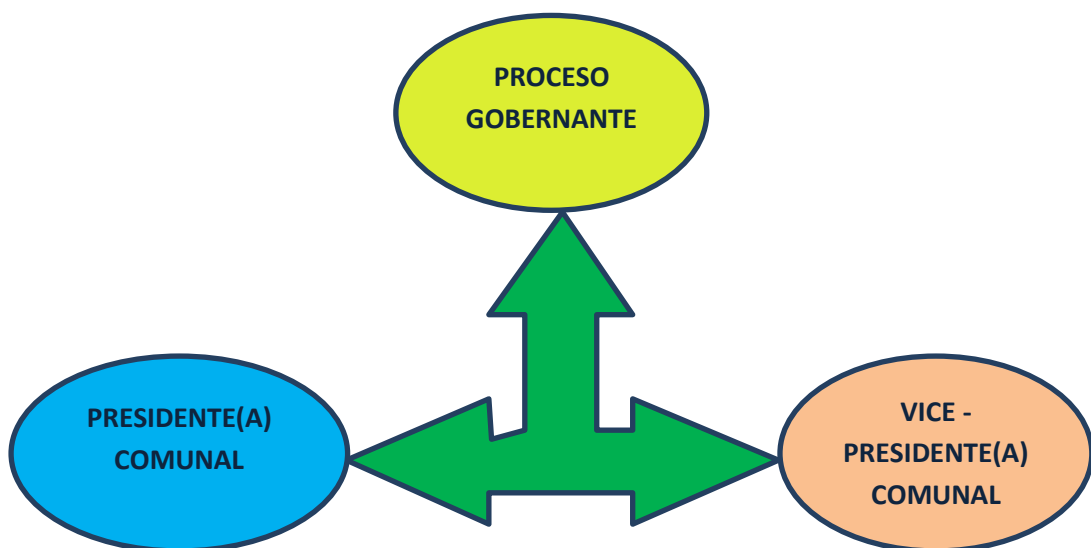 PROCESO
GOBERNANTE
PRESIDENTE(A)
COMUNAL
VICE -
PRESIDENTE(A)
COMUNAL